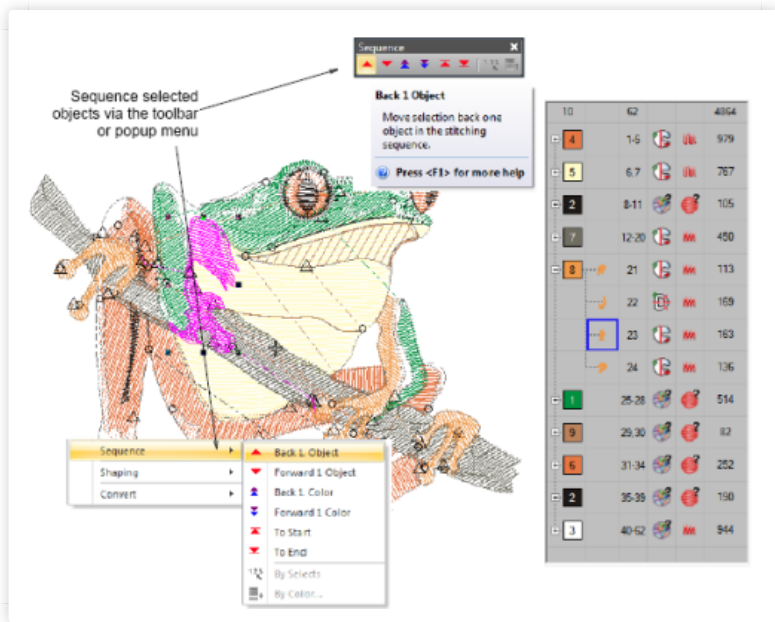 Sequence
Sequence selected
objects via the toolbar
or popup menu
Back 1 Object
Move selection back one
object in the stitching
sequence.
Press <F1> for more help
10 62 4854
4 1-5 979
5 6,7 767
2 8-11 105
7 12-20 450
8 21 113
22 169
23 163
24 136
1 25-28 514
9 29,30 82
6 31-34 252
2 35-39 190
3 40-62 944
Sequence
Shaping
Convert
Back 1 Object
Forward 1 Object
Back 1 Color
Forward 1 Color
To Start
To End
By Selects
By Color...